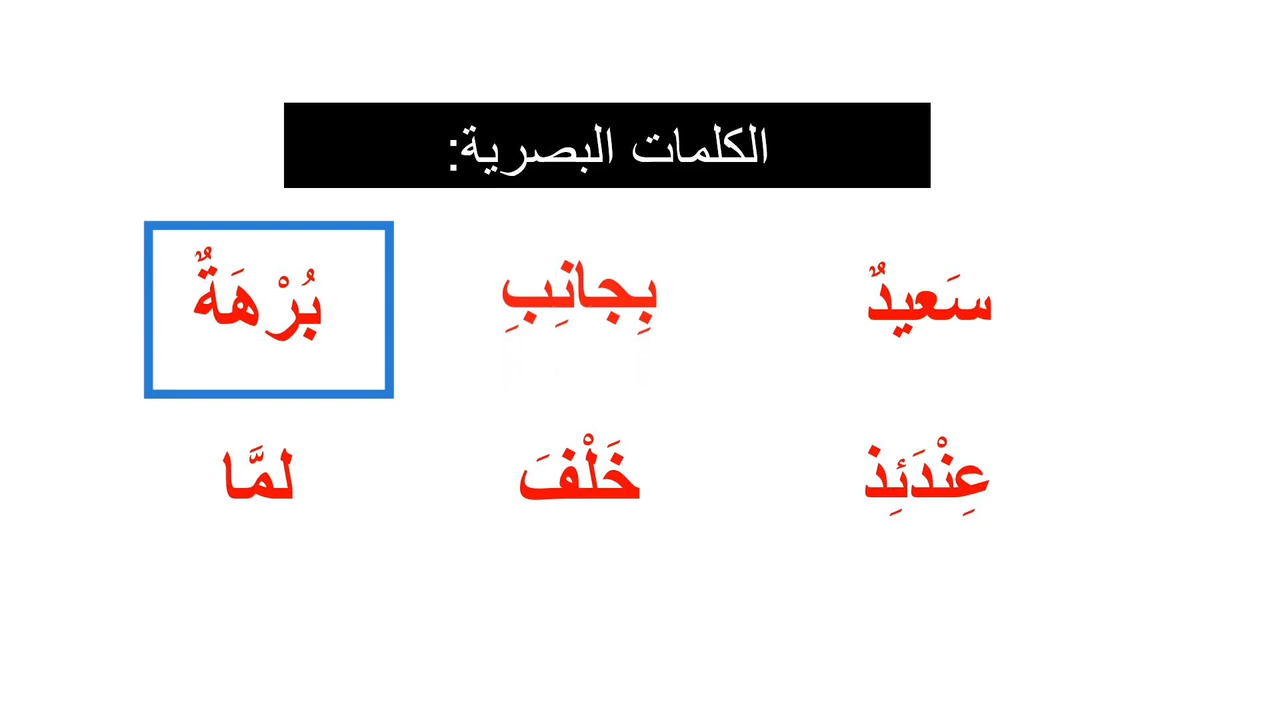 الكلمات البصرية:
سَعيدٌ بِجانِبِ بُرْهَةٌ
عِنْدَئِذ خَلْفَ لمَّا